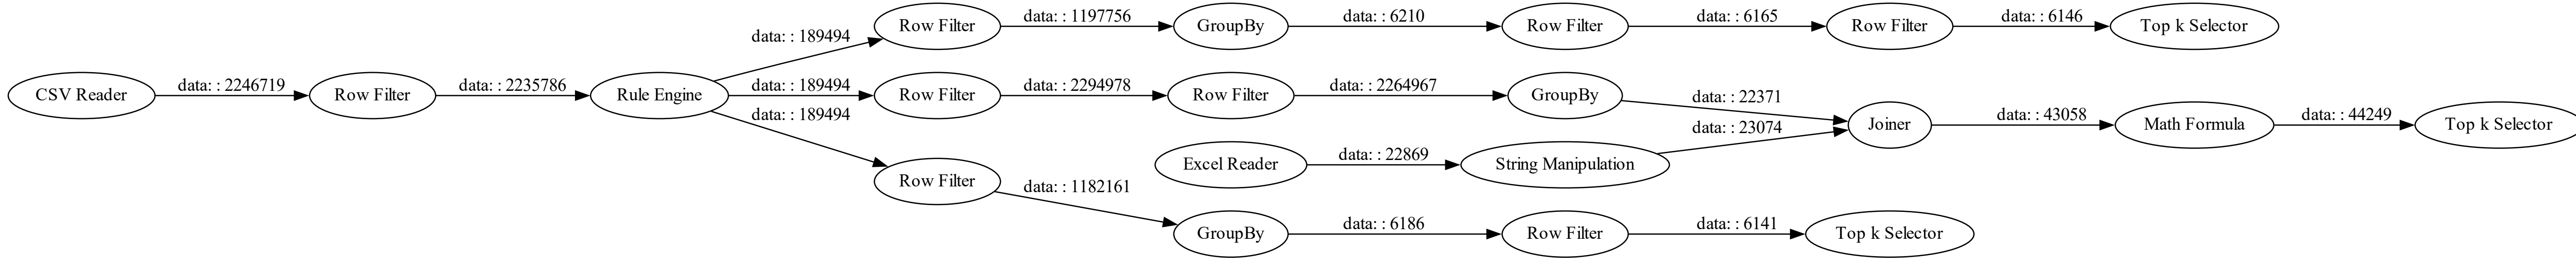 Row Filter data: : 1197756 GroupBy data: : 6210 Row Filter data: : 6165 Row Filter data: : 6146 Top k Selector
data: : 189494
CSV Reader data: : 2246719 Row Filter data: : 2235786 Rule Engine data: : 189494 Row Filter data: : 2294978 Row Filter data: : 2264967 GroupBy data: : 22371
data: : 189494
Joiner data: : 43058 Math Formula data: : 44249 Top k Selector
data: : 23074
Excel Reader data: : 22869 String Manipulation
Row Filter data: : 1182161
GroupBy data: : 6186 Row Filter data: : 6141 Top k Selector